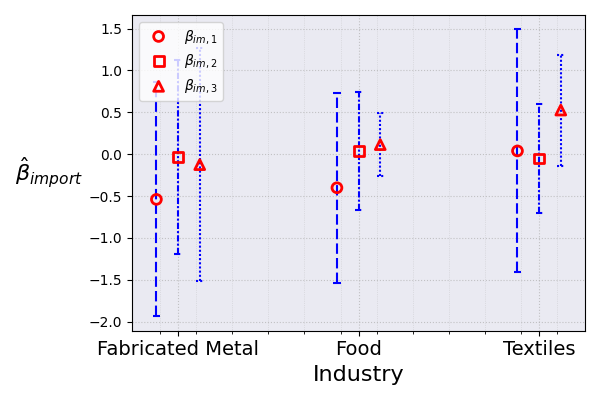 1.5
1.0
0.5
0.0
−0.5
−1.0
−1.5
−2.0
β̂import
βim, 1
βim, 2
βim, 3
Fabricated Metal
Food
Textiles
Industry